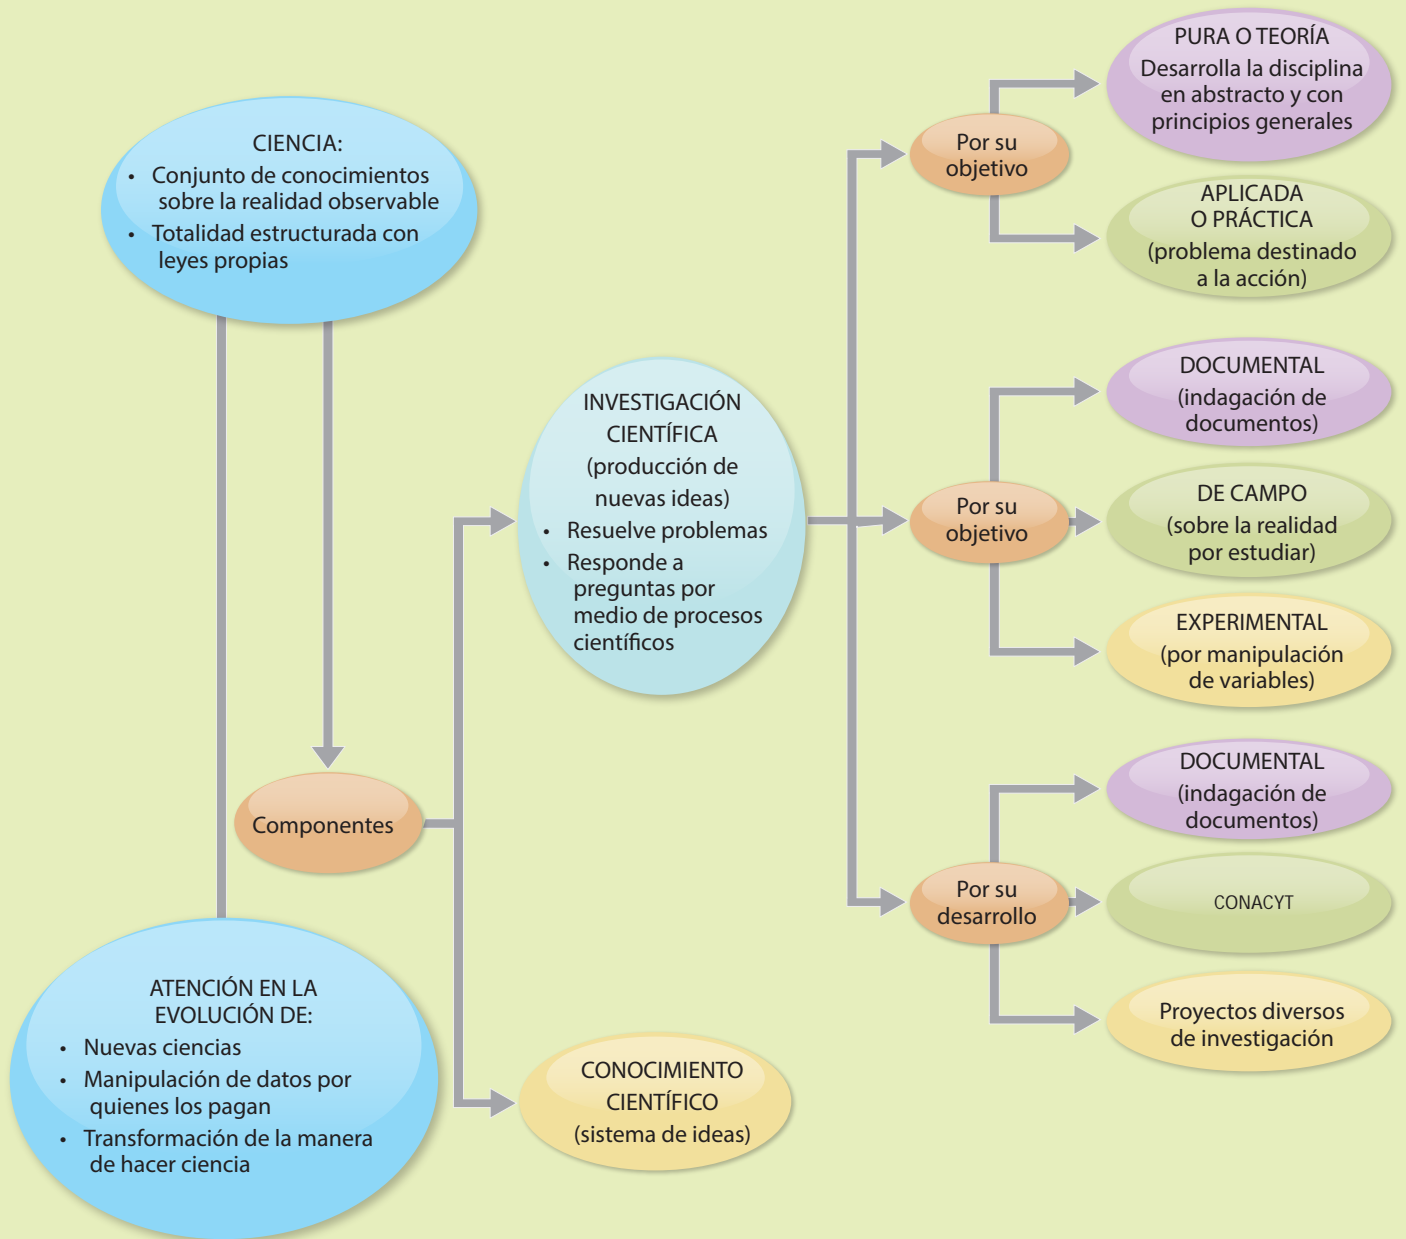 CIENCIA:
• Conjunto de conocimientos
sobre la realidad observable
• Totalidad estructurada con
leyes propias
Componentes
ATENCIÓN EN LA
EVOLUCIÓN DE:
• Nuevas ciencias
• Manipulación de datos por
quienes los pagan
• Transformación de la manera
de hacer ciencia
INVESTIGACIÓN
CIENTÍFICA
(producción de
nuevas ideas)
• Resuelve problemas
• Responde a
preguntas por
medio de procesos
científicos
CONOCIMIENTO
CIENTÍFICO
(sistema de ideas)
Por su
objetivo
PURA O TEORÍA
Desarrolla la disciplina
en abstracto y con
principios generales
APLICADA
O PRÁCTICA
(problema destinado
a la acción)
Por su
objetivo
DOCUMENTAL
(indagación de
documentos)
DE CAMPO
(sobre la realidad
por estudiar)
EXPERIMENTAL
(por manipulación
de variables)
Por su
desarrollo
DOCUMENTAL
(indagación de
documentos)
CONACYT
Proyectos diversos
de investigación